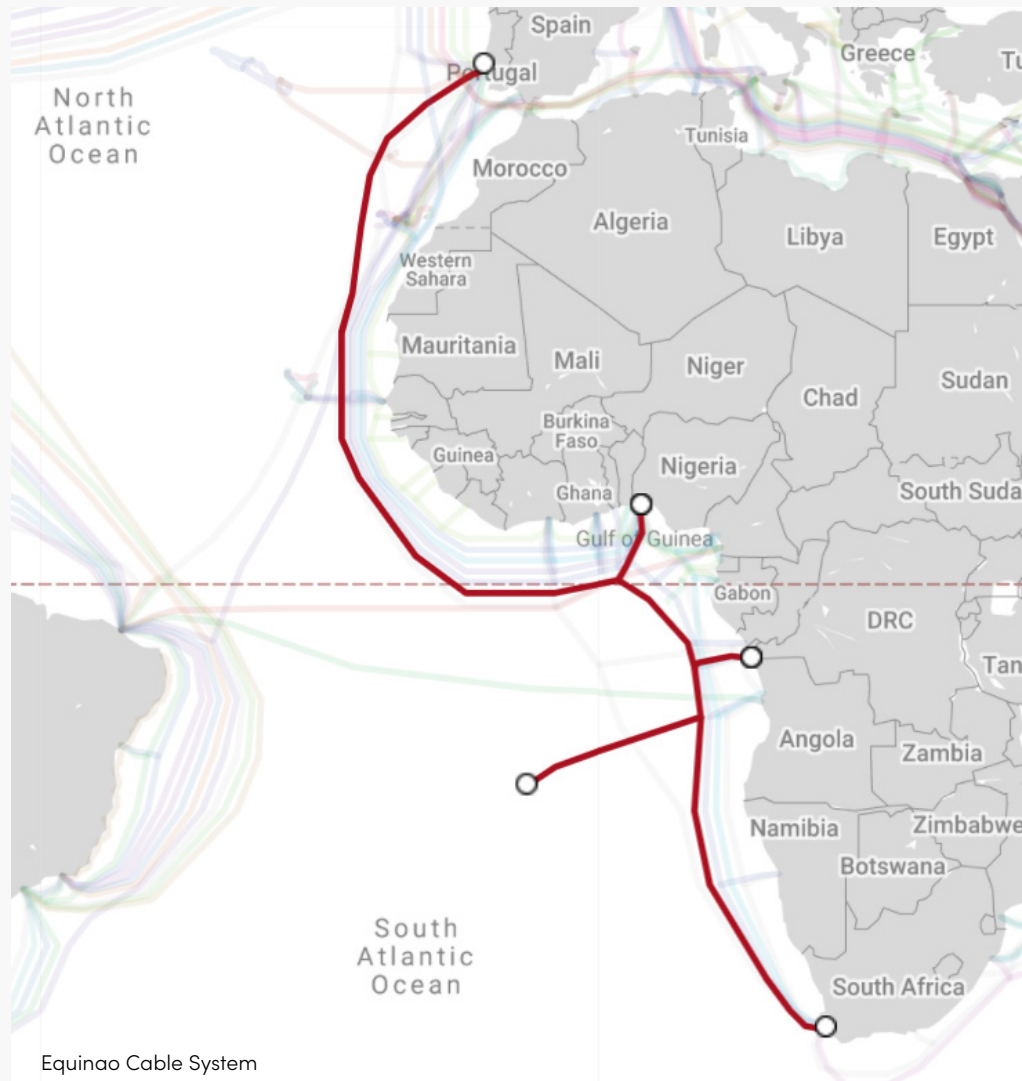 Spain
Portugal
Greece
Tu
North
Atlantic
Ocean
Tunisia
Morocco
Algeria
Libya
Egypt
Western
Sahara
Mauritania
Mali
Niger
Chad
Sudan
Burkina
Faso
Guinea
Nigeria
Ghana
South Suda
Gulf of Guinea
Gabon
DRC
Tan
Angola
Zambia
Namibia
Zimbabwe
Botswana
South
Atlantic
Ocean
South Africa
Equinao Cable System